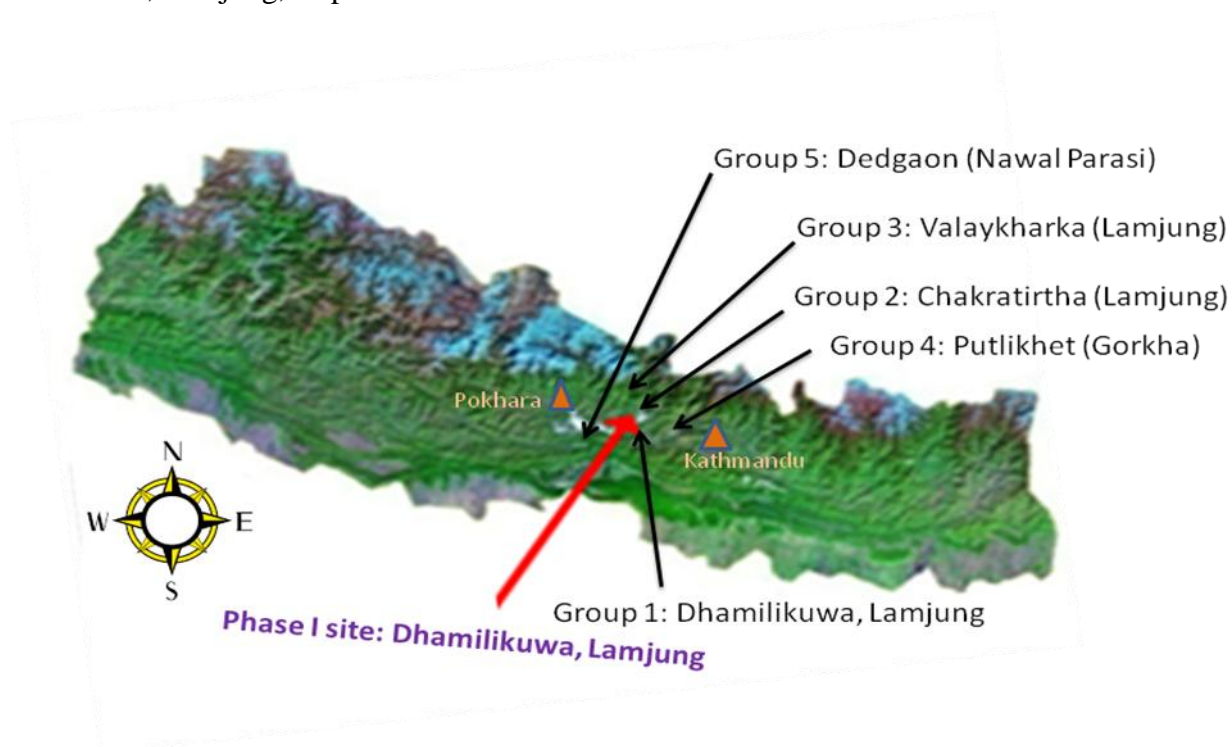 Group 5: Dedgaon (Nawal Parasi)
Group 3: Valaykharka (Lamjung)
Group 2: Chakratirtha (Lamjung)
Group 4: Putlikhet (Gorkha)
Pokhara
Kathmandu
N
W E
S
Group 1: Dhamilikuwa, Lamjung
Phase I site: Dhamilikuwa, Lamjung